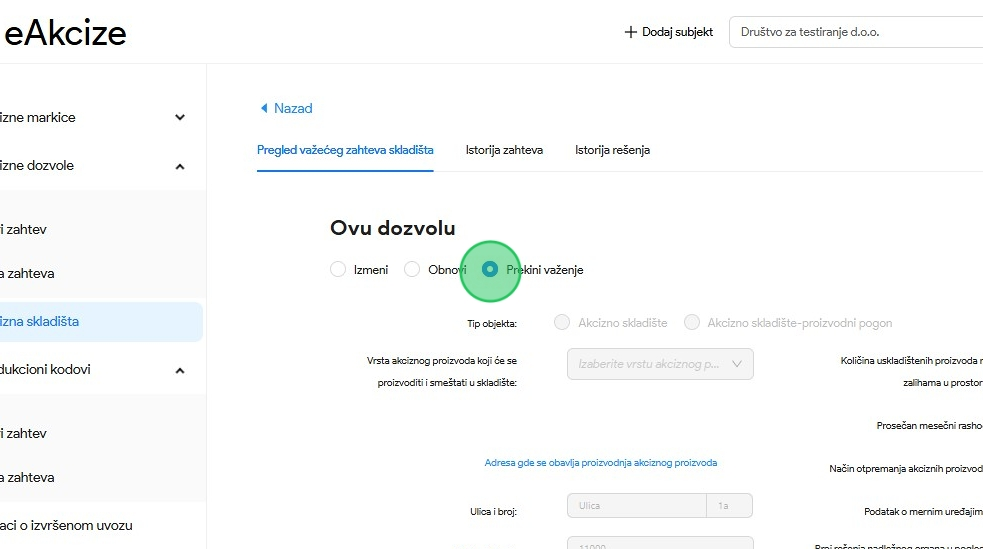 eAkcize
Dodaj subjekt
Društvo za testiranje d.o.o.
izne markice
izne dozvole
i zahtev
a zahteva
izna skladišta
dukcioni kodovi
i zahtev
a zahteva
aci o izvršenom uvozu
Nazad
Pregled važećeg zahteva skladišta
Istorija zahteva
Istorija rešenja
Ovu dozvolu
Izmeni
Obnovi
Prekini važenje
Tip objekta:
Akcizno skladište
Akcizno skladište-proizvodni pogon
Vrsta akciznog proizvoda koji će se
proizvoditi i smeštati u skladište:
Izaberite vrstu akciznog p...
Količina uskladištenih proizvoda n
zalihama u prostor
Prosečan mesečni rasho
Adresa gde se obavlja proizvodnja akciznog proizvoda
Način otpremanja akciznih proizvod
Ulica i broj:
Ulica
1a
Podatak o mernim uređajim
11000
Broj rešenja nadležnog organa u pogled